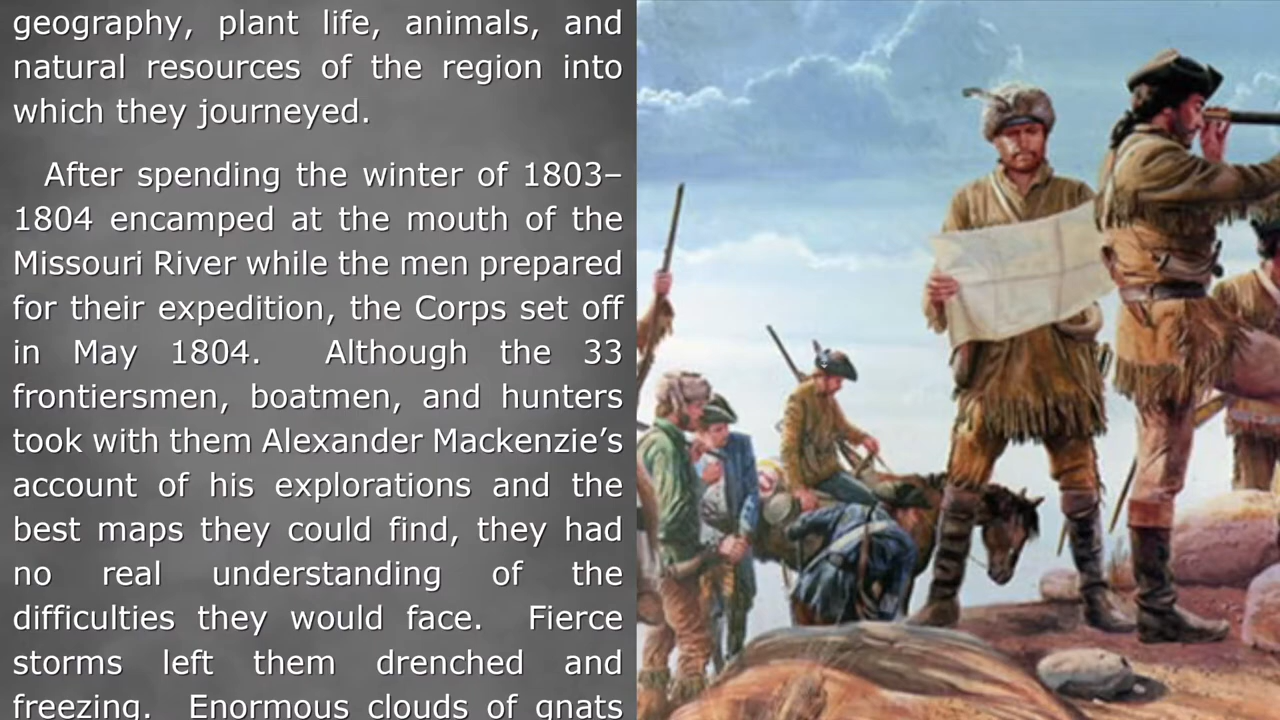 geography, plant life, animals, and
natural resources of the region into
which they journeyed.
After spending the winter of 1803–
1804 encamped at the mouth of the
Missouri River while the men prepared
for their expedition, the Corps set off
in May 1804. Although the 33
frontiersmen, boatmen, and hunters
took with them Alexander Mackenzie’s
account of his explorations and the
best maps they could find, they had
no real understanding of the
difficulties they would face. Fierce
storms left them drenched and
freezing. Enormous clouds of gnats